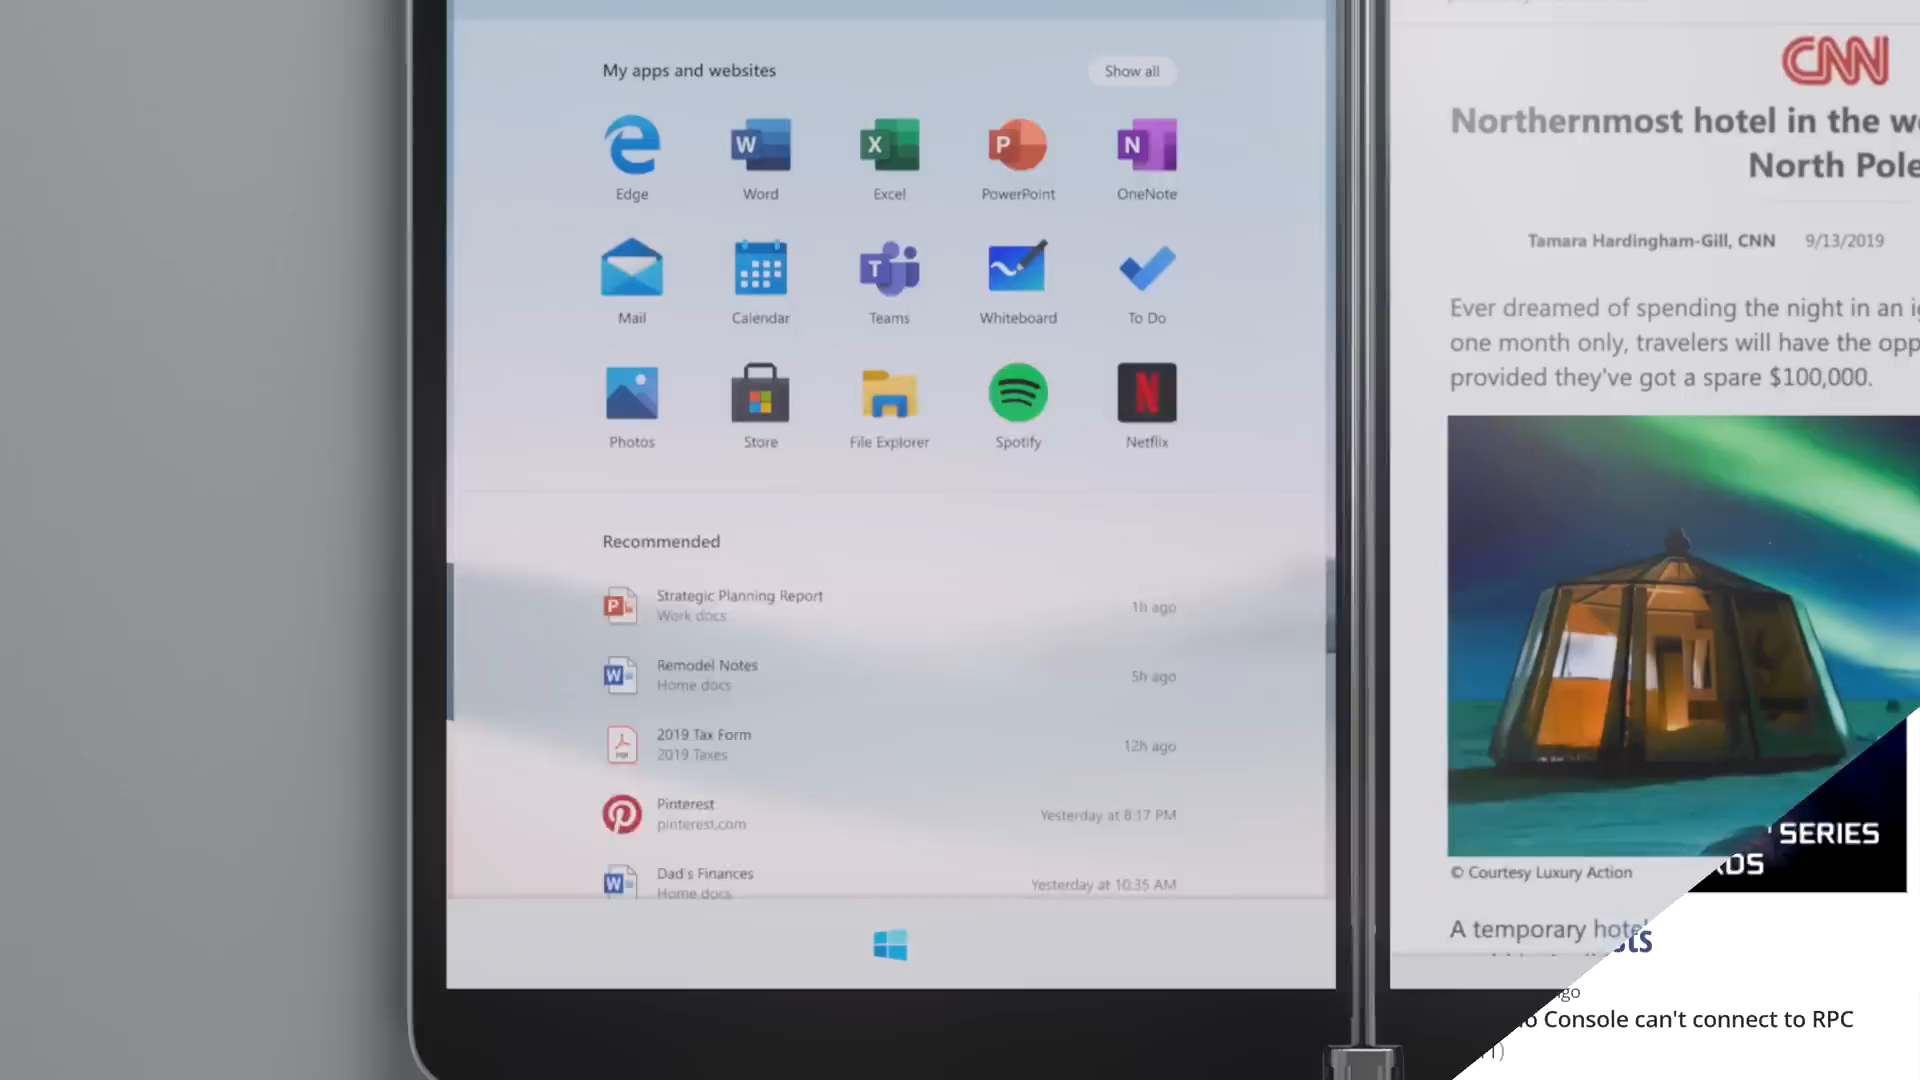 My apps and websites
Show all
Edge
Word
Excel
PowerPoint
OneNote
Mail
Calendar
Teams
Whiteboard
To Do
Photos
Store
File Explorer
Spotify
Netflix
Recommended
Strategic Planning Report
Work docs
1h ago
Remodel Notes
Home docs
5h ago
2019 Tax Form
2019 Taxes
12h ago
Pinterest
pinterest.com
Yesterday at 8:17 PM
Dad's Finances
Home docs
Yesterday at 10:35 AM
CNN
Northernmost hotel in the
North Pole
Tamara Hardingham-Gill, CNN 9/13/2019
Ever dreamed of spending the night in an
one month only, travelers will have the
provided they've got a spare $100,000.
© Courtesy Luxury Action
A temporary hotel
SERIES
Console can't connect to RPC